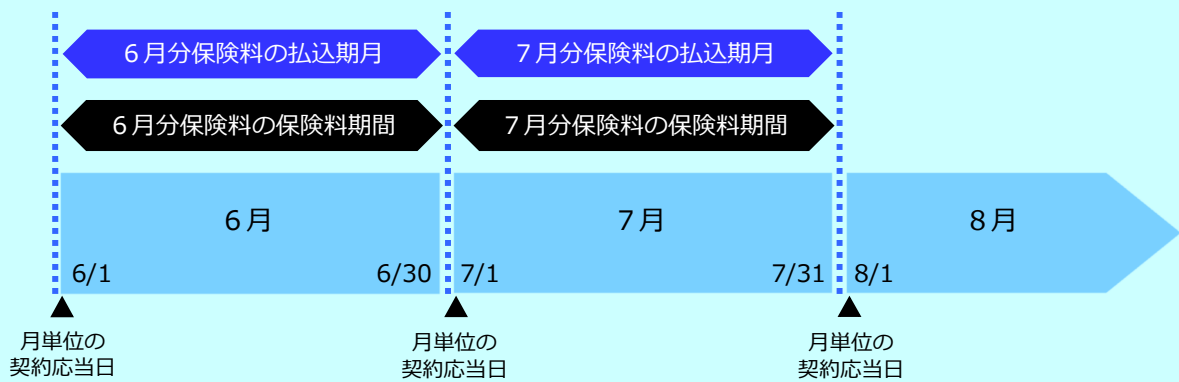 ６月分保険料の払込期月
７月分保険料の払込期月
６月分保険料の保険料期間
７月分保険料の保険料期間
６月
７月
８月
6/1
6/30
7/1
7/31
8/1
月単位の
契約応当日
月単位の
契約応当日
月単位の
契約応当日